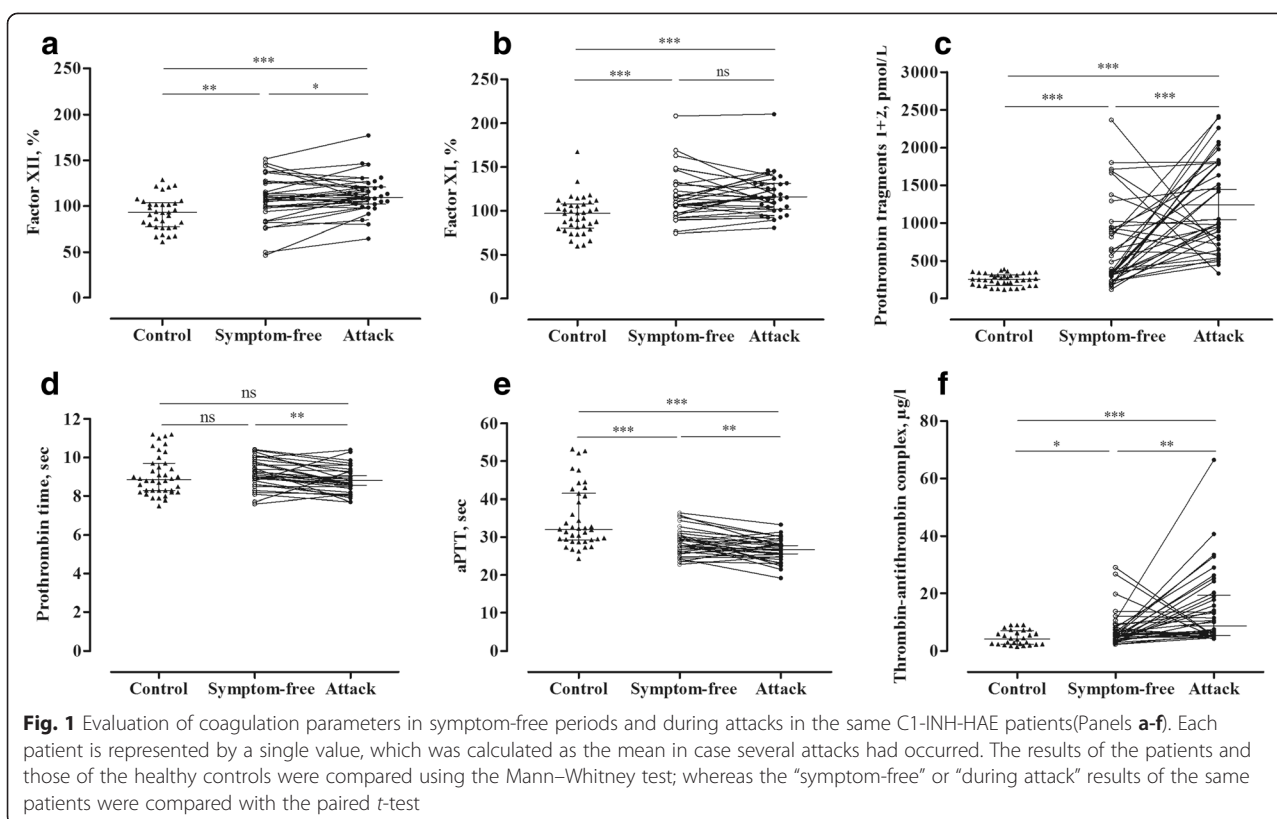 a
b
c
Factor XII, %
250
200
150
100
50
0
***
**
*
Control
Symptom-free
Attack
Factor XI, %
250
200
150
100
50
0
***
***
ns
Control
Symptom-free
Attack
Prothrombin fragments 1+2, pmol/L
3000
2500
2000
1500
1000
500
0
***
***
***
Control
Symptom-free
Attack
d
e
f
Prothrombin time, sec
12
10
8
6
4
2
0
ns
ns
**
Control
Symptom-free
Attack
aPTT, sec
60
50
40
30
20
10
0
***
***
**
Control
Symptom-free
Attack
Thrombin-antithrombin complex, µg/l
80
60
40
20
0
***
*
**
Control
Symptom-free
Attack
Fig. 1 Evaluation of coagulation parameters in symptom-free periods and during attacks in the same C1-INH-HAE patients(Panels a-f). Each
patient is represented by a single value, which was calculated as the mean in case several attacks had occurred. The results of the patients and
those of the healthy controls were compared using the Mann–Whitney test; whereas the “symptom-free” or “during attack” results of the same
patients were compared with the paired t-test